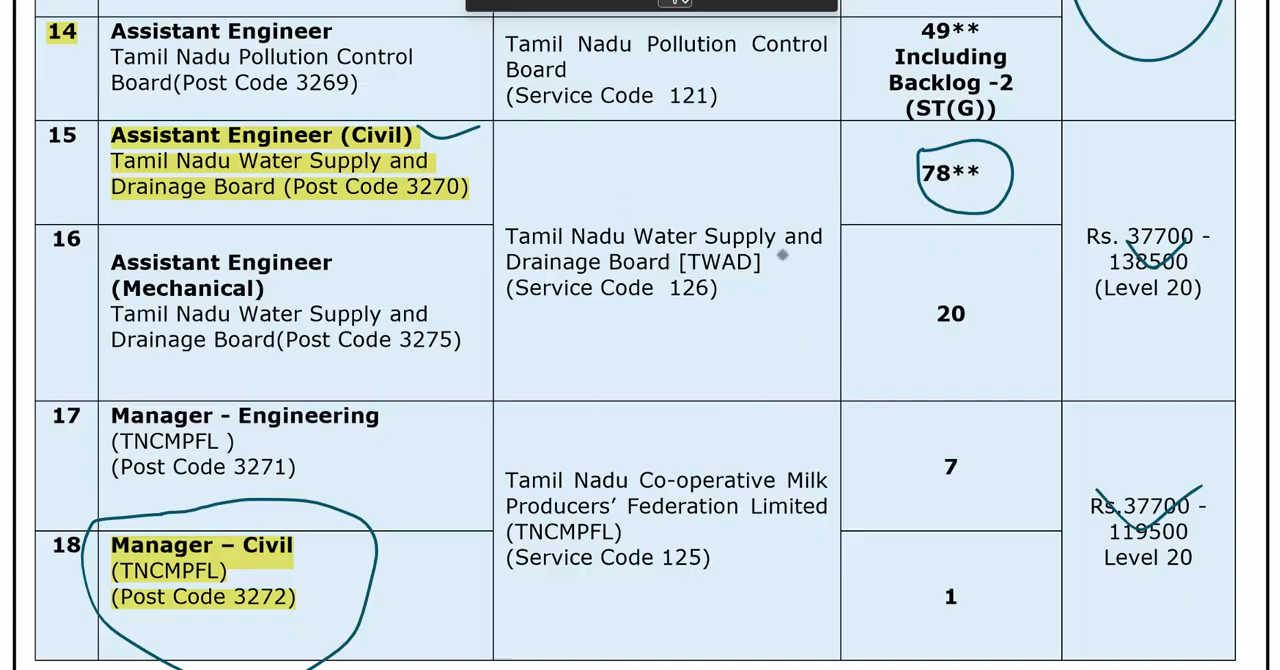 14
Assistant Engineer
Tamil Nadu Pollution Control
Board(Post Code 3269)
Tamil Nadu Pollution Control
Board
(Service Code 121)
49**
Including
Backlog -2
(ST(G))
15
Assistant Engineer (Civil)
Tamil Nadu Water Supply and
Drainage Board (Post Code 3270)
78**
16
Assistant Engineer
(Mechanical)
Tamil Nadu Water Supply and
Drainage Board(Post Code 3275)
Tamil Nadu Water Supply and
Drainage Board [TWAD]
(Service Code 126)
20
Rs. 37700 -
138500
(Level 20)
17
Manager - Engineering
(TNCMPFL )
(Post Code 3271)
7
Tamil Nadu Co-operative Milk
Producers’ Federation Limited
(TNCMPFL)
(Service Code 125)
Rs.37700 -
119500
Level 20
18
Manager – Civil
(TNCMPFL)
(Post Code 3272)
1